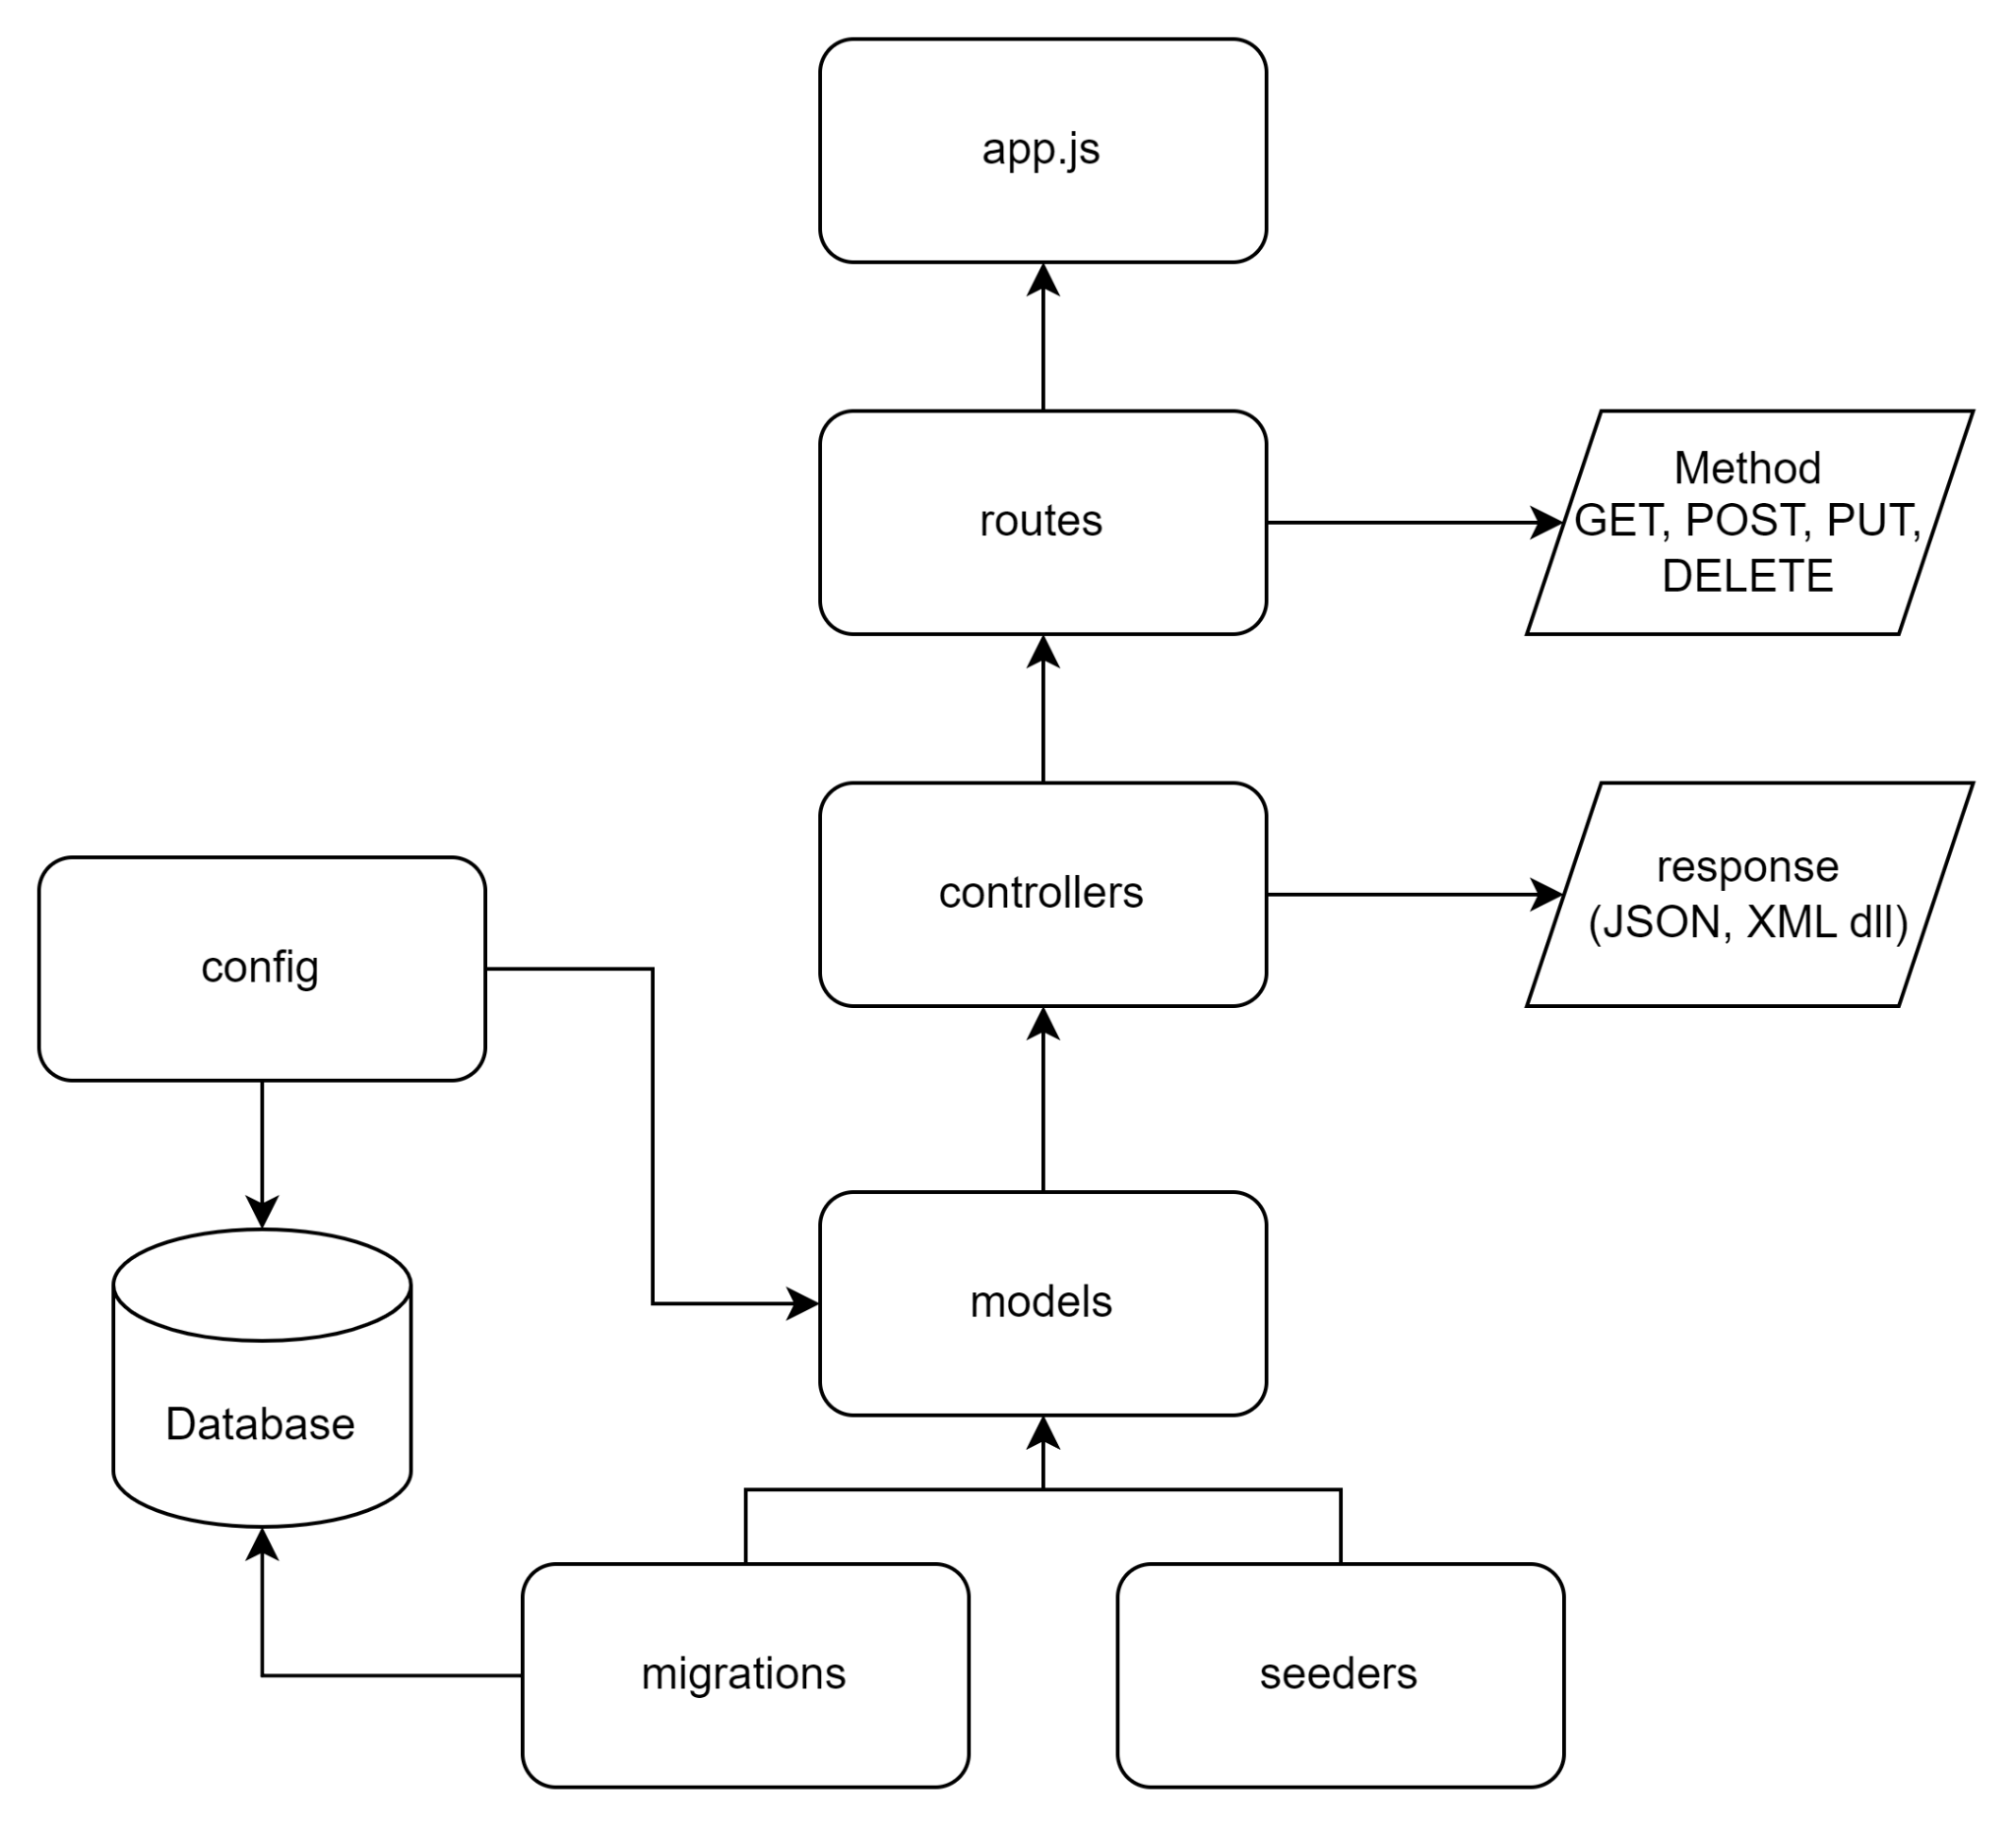 app.js
routes
Method
GET, POST, PUT,
DELETE
controllers
response
(JSON, XML dll)
config
models
Database
migrations
seeders